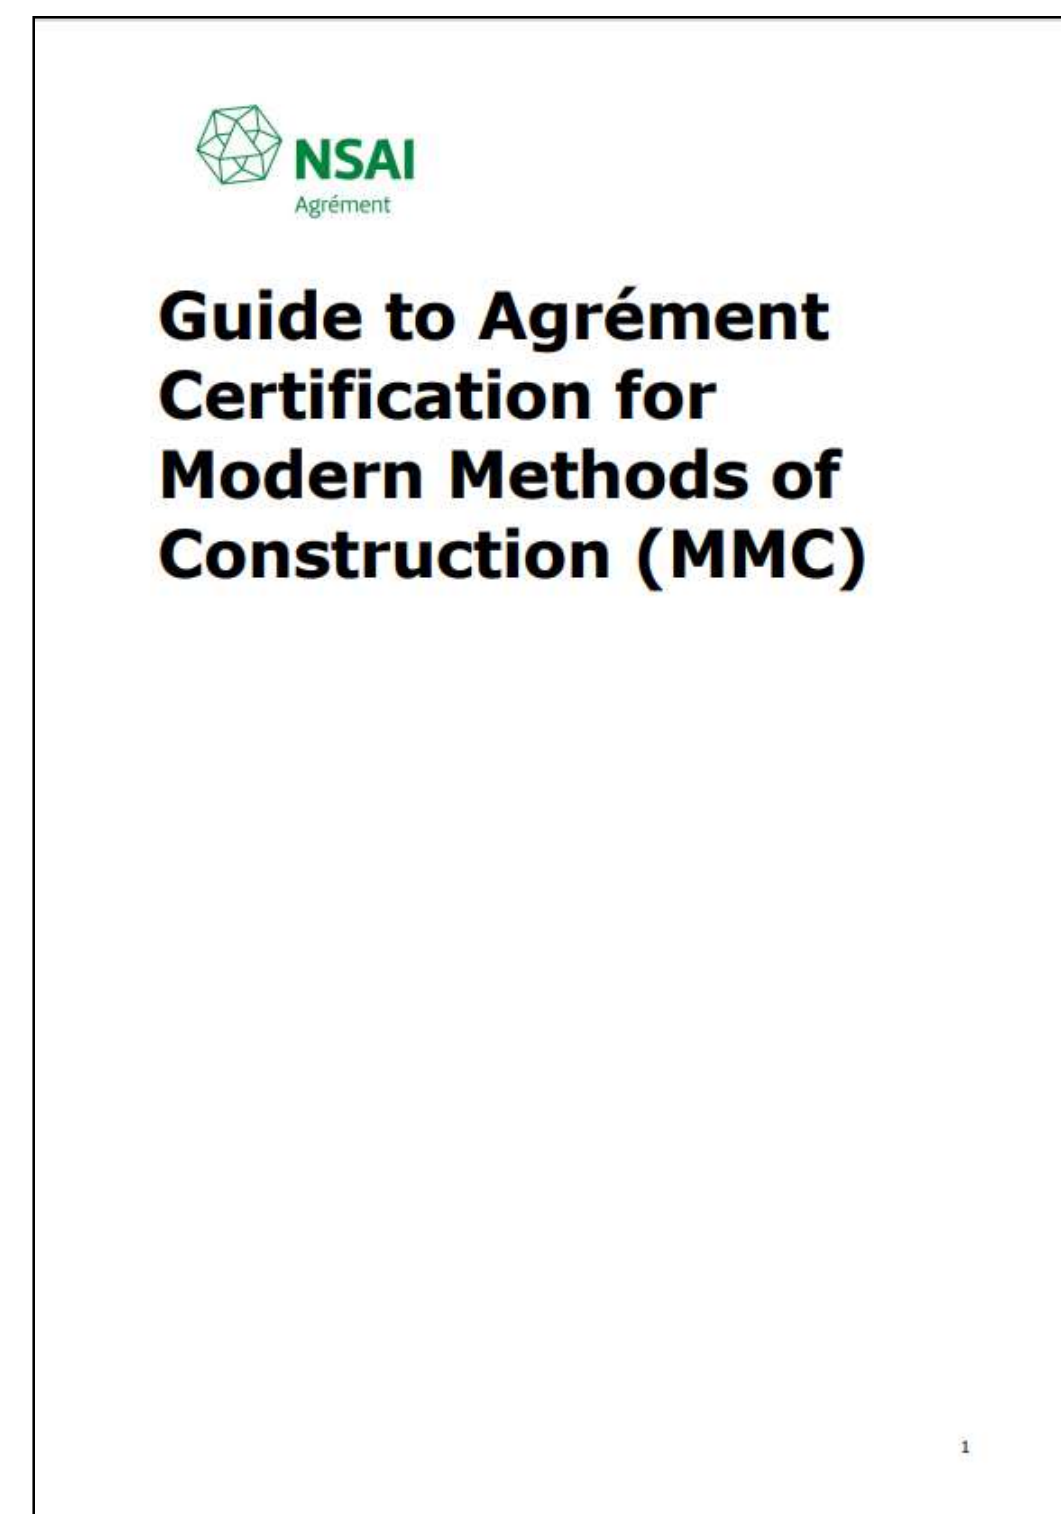 NSAI
Agrément
Guide to Agrément
Certification for
Modern Methods of
Construction (MMC)
1